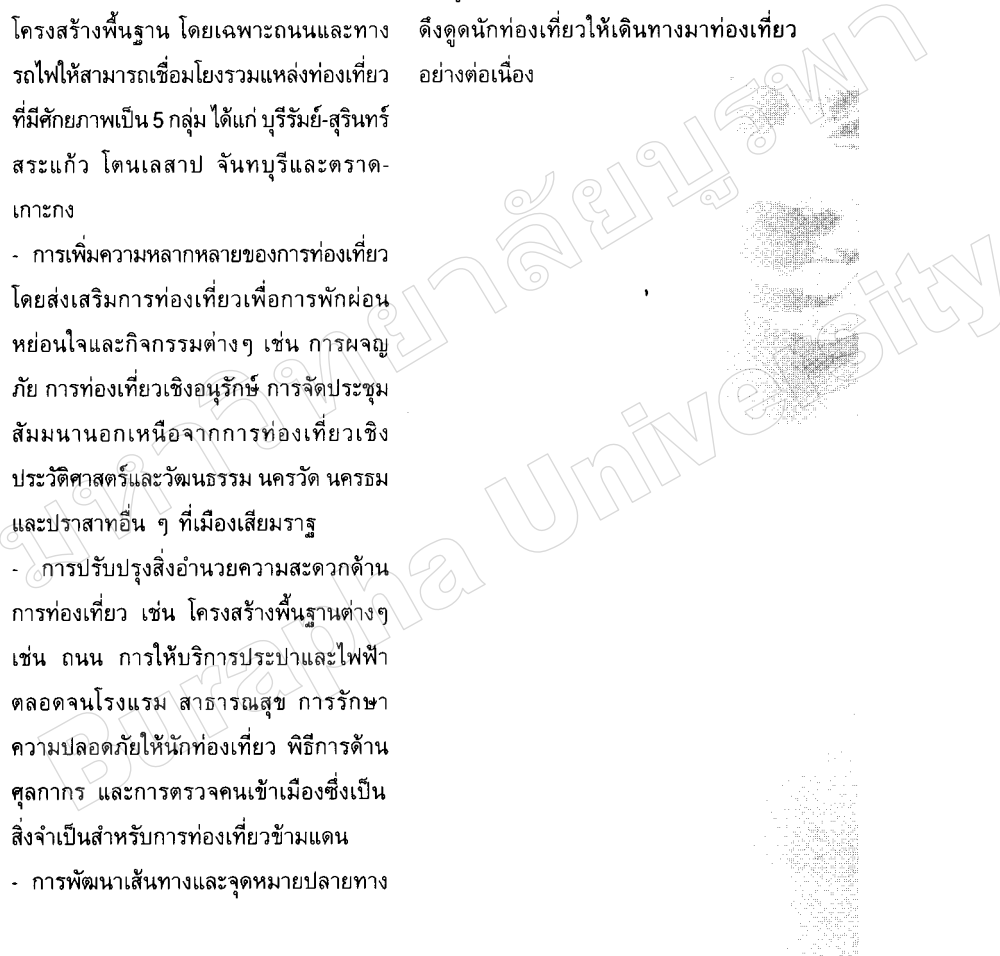 โครงสร้างพื้นฐาน โดยเฉพาะถนนและทาง
รถไฟให้สามารถเชื่อมโยงรวมแหล่งท่องเที่ยว
ที่มีศักยภาพเป็น 5 กลุ่ม ได้แก่ บุรีรัมย์-สุรินทร์
สระแก้ว โตนเลสาป จันทบุรีและตราด-
เกาะกง
- การเพิ่มความหลากหลายของการท่องเที่ยว
โดยส่งเสริมการท่องเที่ยวเพื่อการพักผ่อน
หย่อนใจและกิจกรรมต่างๆ เช่น การผจญ
ภัย การท่องเที่ยวเชิงอนุรักษ์ การจัดประชุม
สัมมนานอกเหนือจากการท่องเที่ยวเชิง
ประวัติศาสตร์และวัฒนธรรม นครวัด นครธม
และปราสาทอื่น ๆ ที่เมืองเสียมราฐ
- การปรับปรุงสิ่งอำนวยความสะดวกด้าน
การท่องเที่ยว เช่น โครงสร้างพื้นฐานต่างๆ
เช่น ถนน การให้บริการประปาและไฟฟ้า
ตลอดจนโรงแรม สาธารณสุข การรักษา
ความปลอดภัยให้นักท่องเที่ยว พิธีการด้าน
ศุลกากร และการตรวจคนเข้าเมืองซึ่งเป็น
สิ่งจำเป็นสำหรับการท่องเที่ยวข้ามแดน
- การพัฒนาเส้นทางและจุดหมายปลายทาง
ดึงดูดนักท่องเที่ยวให้เดินทางมาท่องเที่ยว
อย่างต่อเนื่อง
มหาวิทยาลัยบูรพา
Burapha University